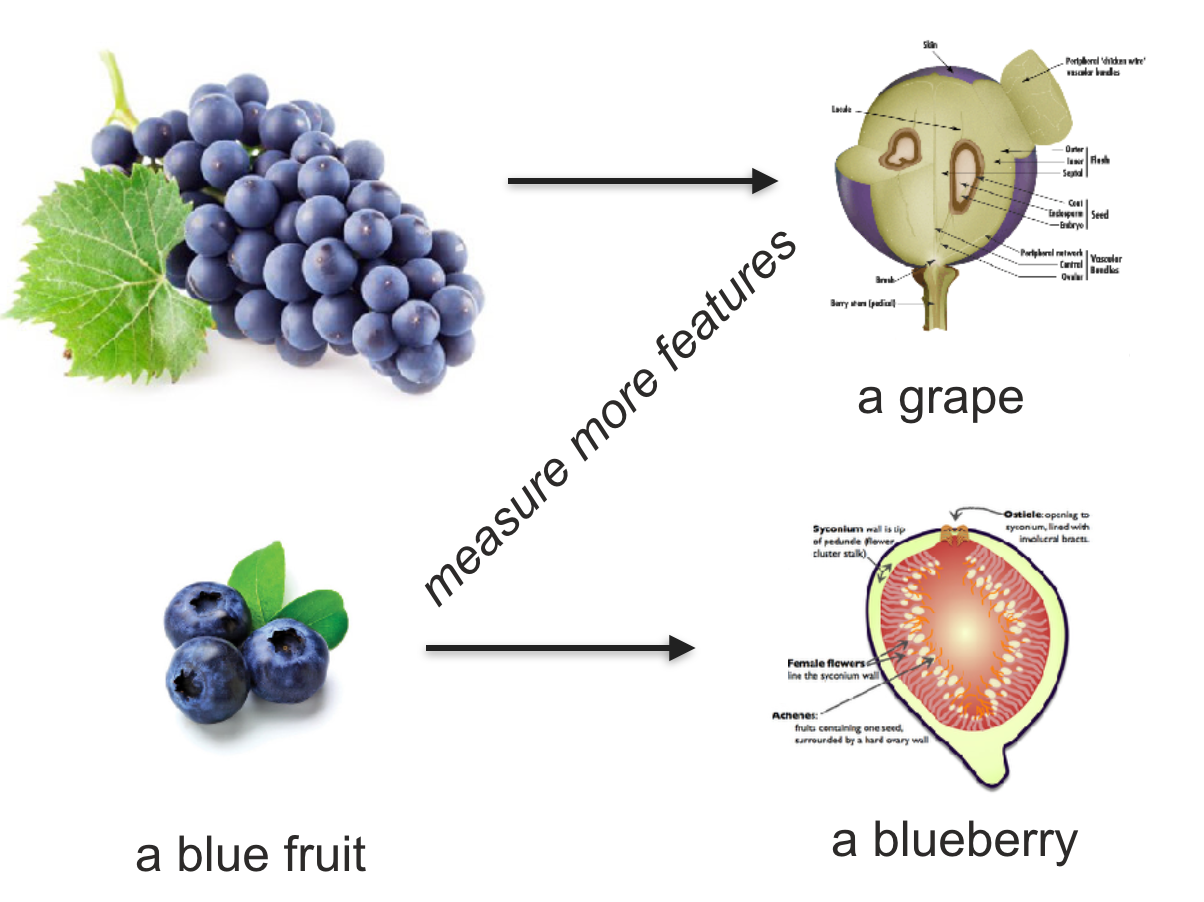 Skin
Peripheral 'chicken wire'
vascular bundles
Locule
Outer
Inner
Septal
Flesh
Coat
Endosperm
Embryo
Seed
Peripheral network
Central
Ovular
Vascular
Bundles
Brush
Berry stem (pedical)
a grape
measure more features
Osticle: opening to
syconium, lined with
involucral bracts.
Syconium wall is tip
of peduncle (flower
cluster stalk)
Female flowers
line the syconium wall
Achenes:
fruits containing one seed,
surrounded by a hard ovary wall
a blue fruit
a blueberry